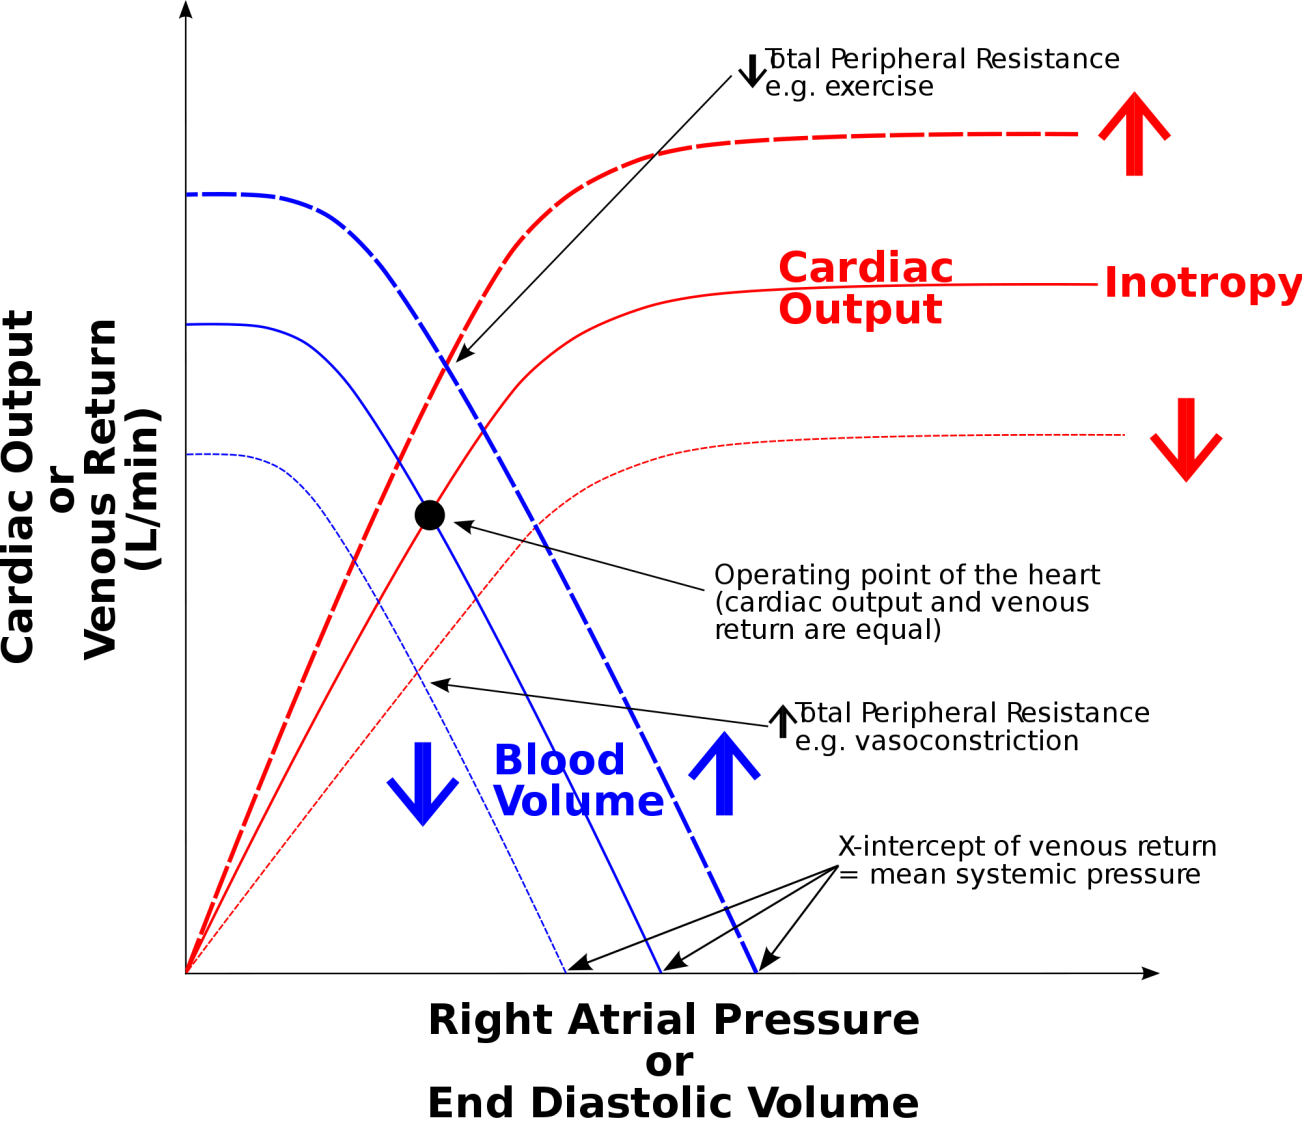 Total Peripheral Resistance
e.g. exercise
Cardiac
Output
Inotropy
Cardiac Output
or
Venous Return
(L/min)
Operating point of the heart
(cardiac output and venous
return are equal)
Total Peripheral Resistance
e.g. vasoconstriction
Blood
Volume
X-intercept of venous return
= mean systemic pressure
Right Atrial Pressure
or
End Diastolic Volume